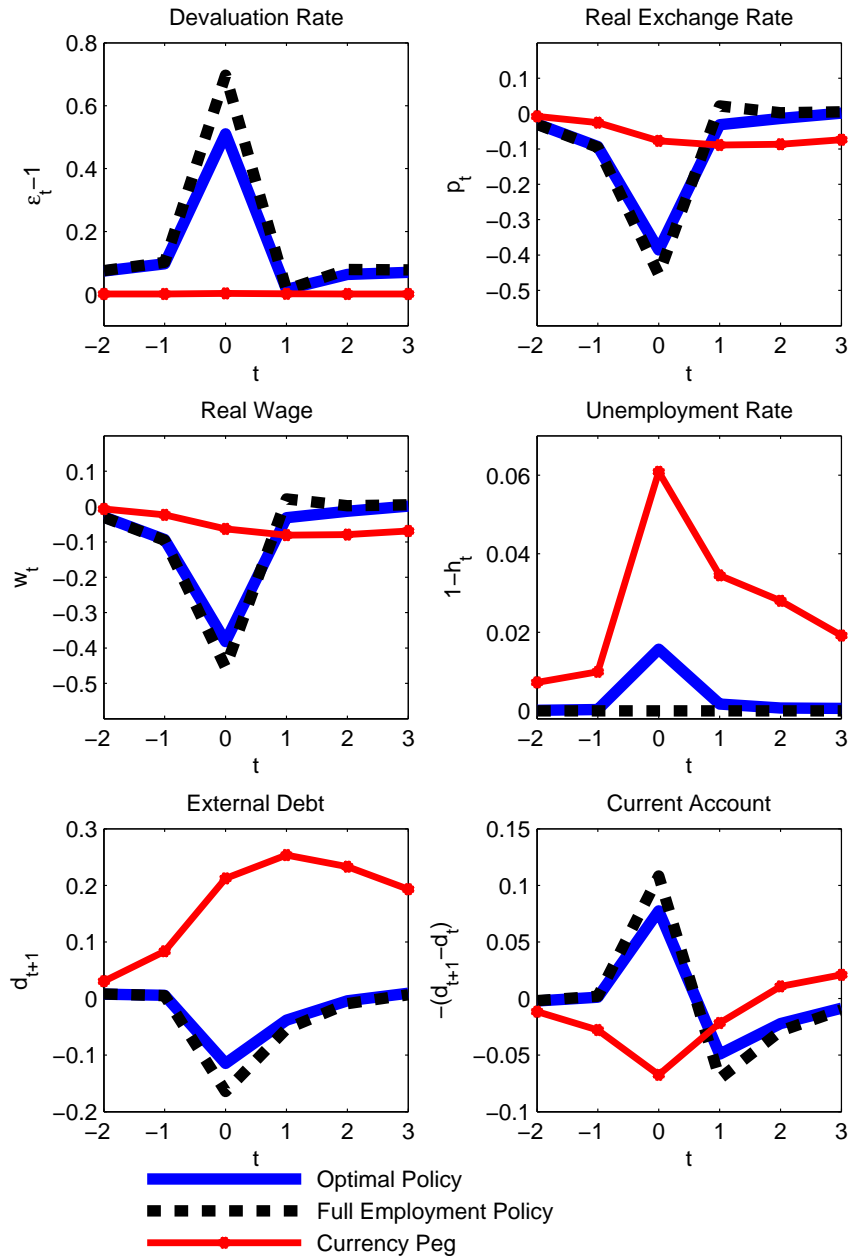 Devaluation Rate
0.8
0.6
0.4
0.2
0
ε_t−1
−2 −1 0 1 2 3
t
Real Exchange Rate
0.1
0
−0.1
−0.2
−0.3
−0.4
−0.5
p_t
−2 −1 0 1 2 3
t
Real Wage
0.1
0
−0.1
−0.2
−0.3
−0.4
−0.5
w_t
−2 −1 0 1 2 3
t
Unemployment Rate
0.06
0.04
0.02
0
1−h_t
−2 −1 0 1 2 3
t
External Debt
0.3
0.2
0.1
0
−0.1
−0.2
d_{t+1}
−2 −1 0 1 2 3
t
Current Account
0.15
0.1
0.05
0
−0.05
−0.1
−(d_{t+1}−d_t)
−2 −1 0 1 2 3
t
Optimal Policy
Full Employment Policy
Currency Peg